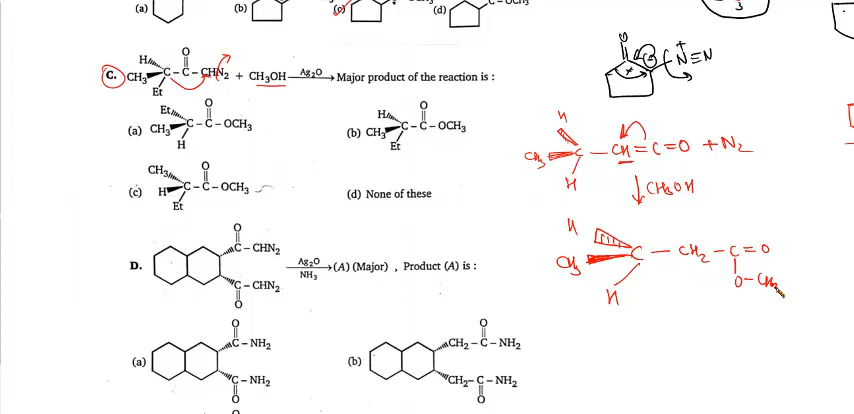 (a) (b) (c) (d) C – OCH3
C. H CH3 C – C – CHN2 Et O + CH3OH Ag2O Major product of the reaction is :
(a) Et CH3 C – C – OCH3 O H
(b) H CH3 C – C – OCH3 O Et
(c) CH3 H C – C – OCH3 O Et
(d) None of these
D. O C – CHN2 C – CHN2 O Ag2O NH3 (A) (Major) , Product (A) is :
(a) O C – NH2 C – NH2 O
(b) O CH2 – C – NH2 CH2 – C – NH2 O
O
3
O N ≡ N +
H CH3 C – CH = C = O + N2
H
CH3OH
H
CH3 C – CH2 – C = O
H O – CH3